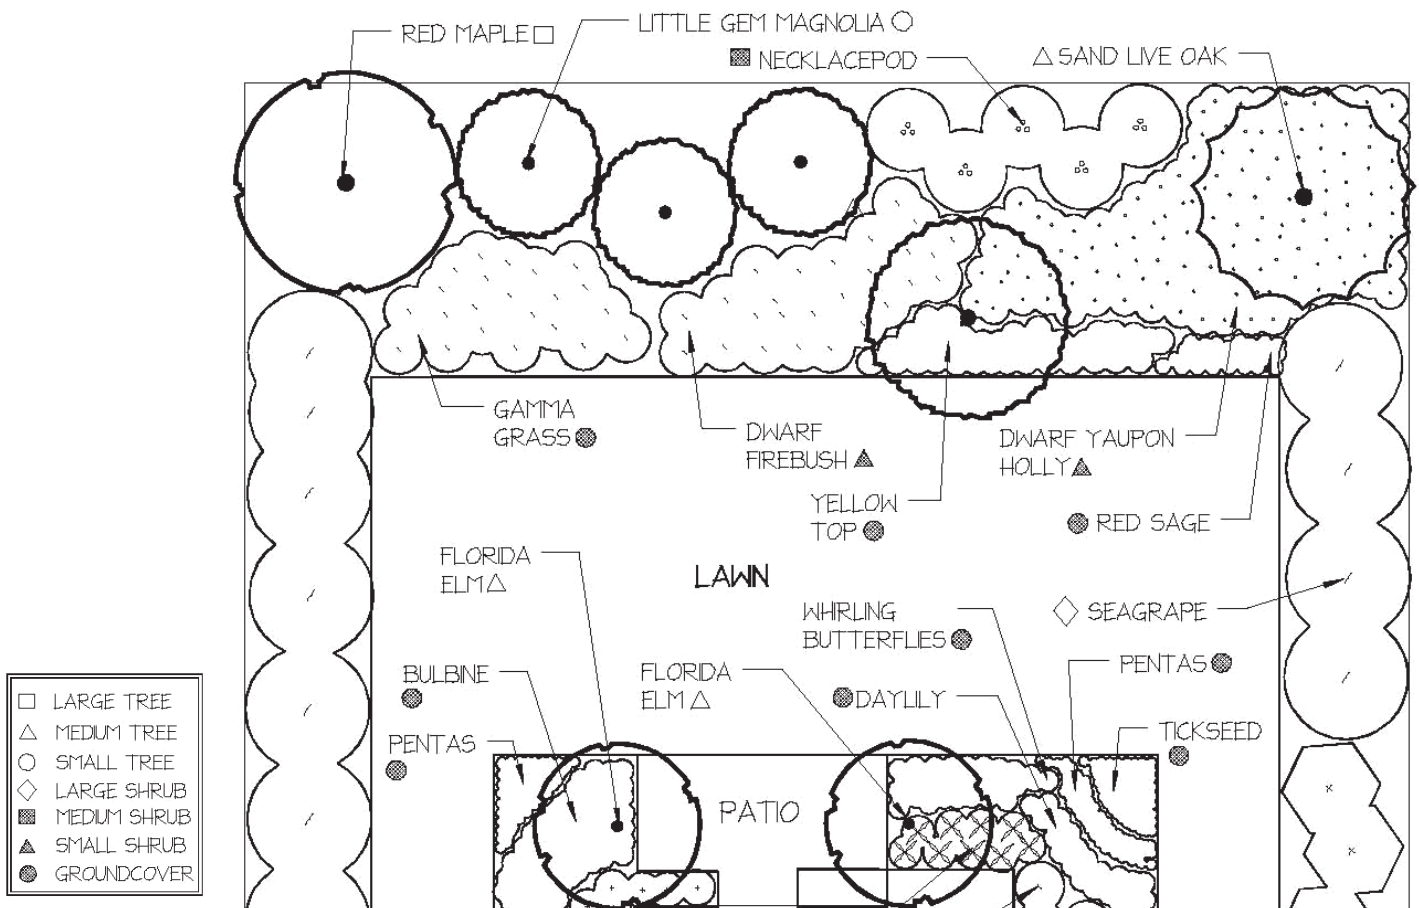 RED MAPLE
LITTLE GEM MAGNOLIA
NECKLACEPOD
SAND LIVE OAK
GAMMA
GRASS
DWARF
FIREBUSH
DWARF YAUPON
HOLLY
YELLOW
TOP
RED SAGE
FLORIDA
ELM
LAWN
WHIRLING
BUTTERFLIES
SEAGRAPE
BULBINE
FLORIDA
ELM
DAYLILY
PENTAS
PENTAS
TICKSEED
PATIO
LARGE TREE
MEDIUM TREE
SMALL TREE
LARGE SHRUB
MEDIUM SHRUB
SMALL SHRUB
GROUNDCOVER